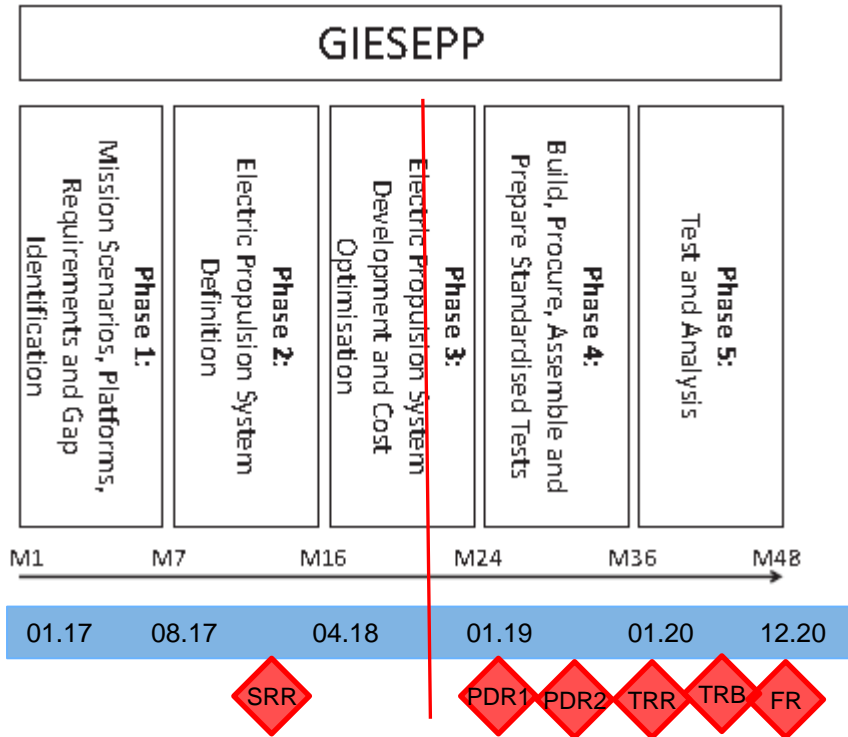 GIESEPP
Phase 1:
Mission Scenarios, Platforms,
Requirements and Gap
Identification
Phase 2:
Electric Propulsion System
Definition
Phase 3:
Electric Propulsion System
Development and Cost
Optimisation
Phase 4:
Build, Procure, Assemble and
Prepare Standardised Tests
Phase 5:
Test and Analysis
M1 M7 M16 M24 M36 M48
01.17 08.17 04.18 01.19 01.20 12.20
SRR PDR1 PDR2 TRR TRB FR